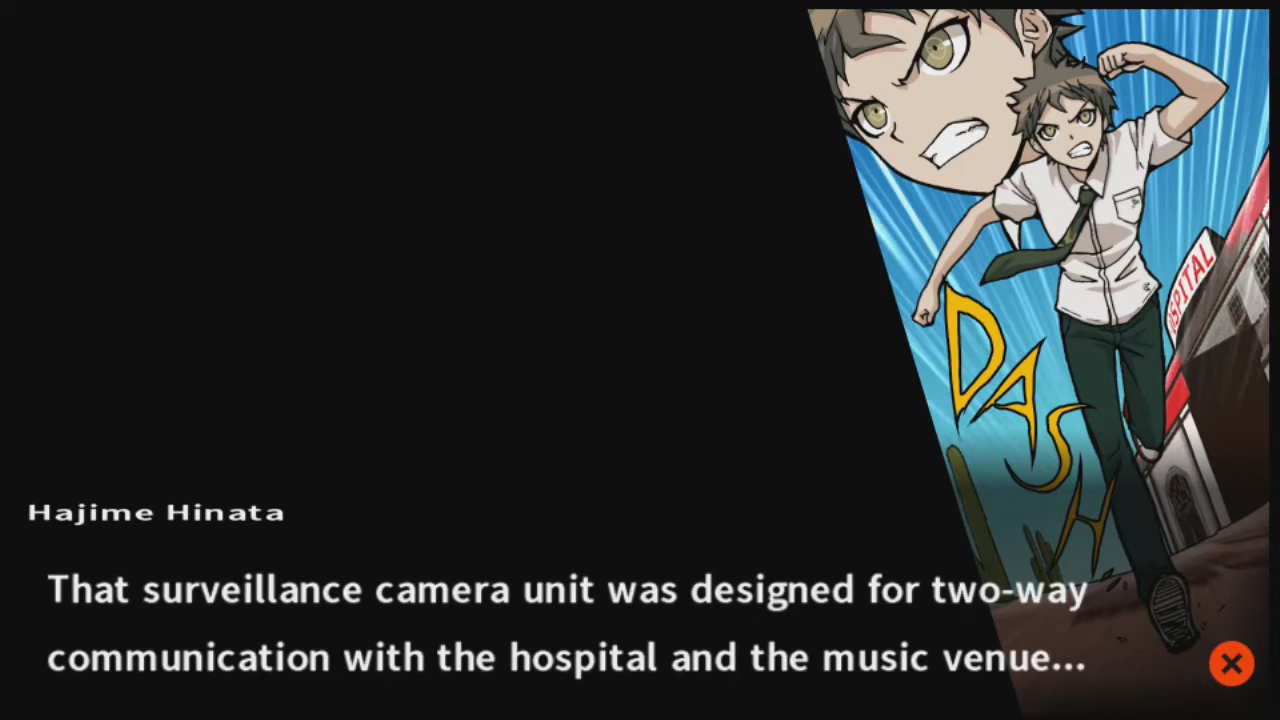 SPITAL
DASH
Hajime Hinata
That surveillance camera unit was designed for two-way
communication with the hospital and the music venue...